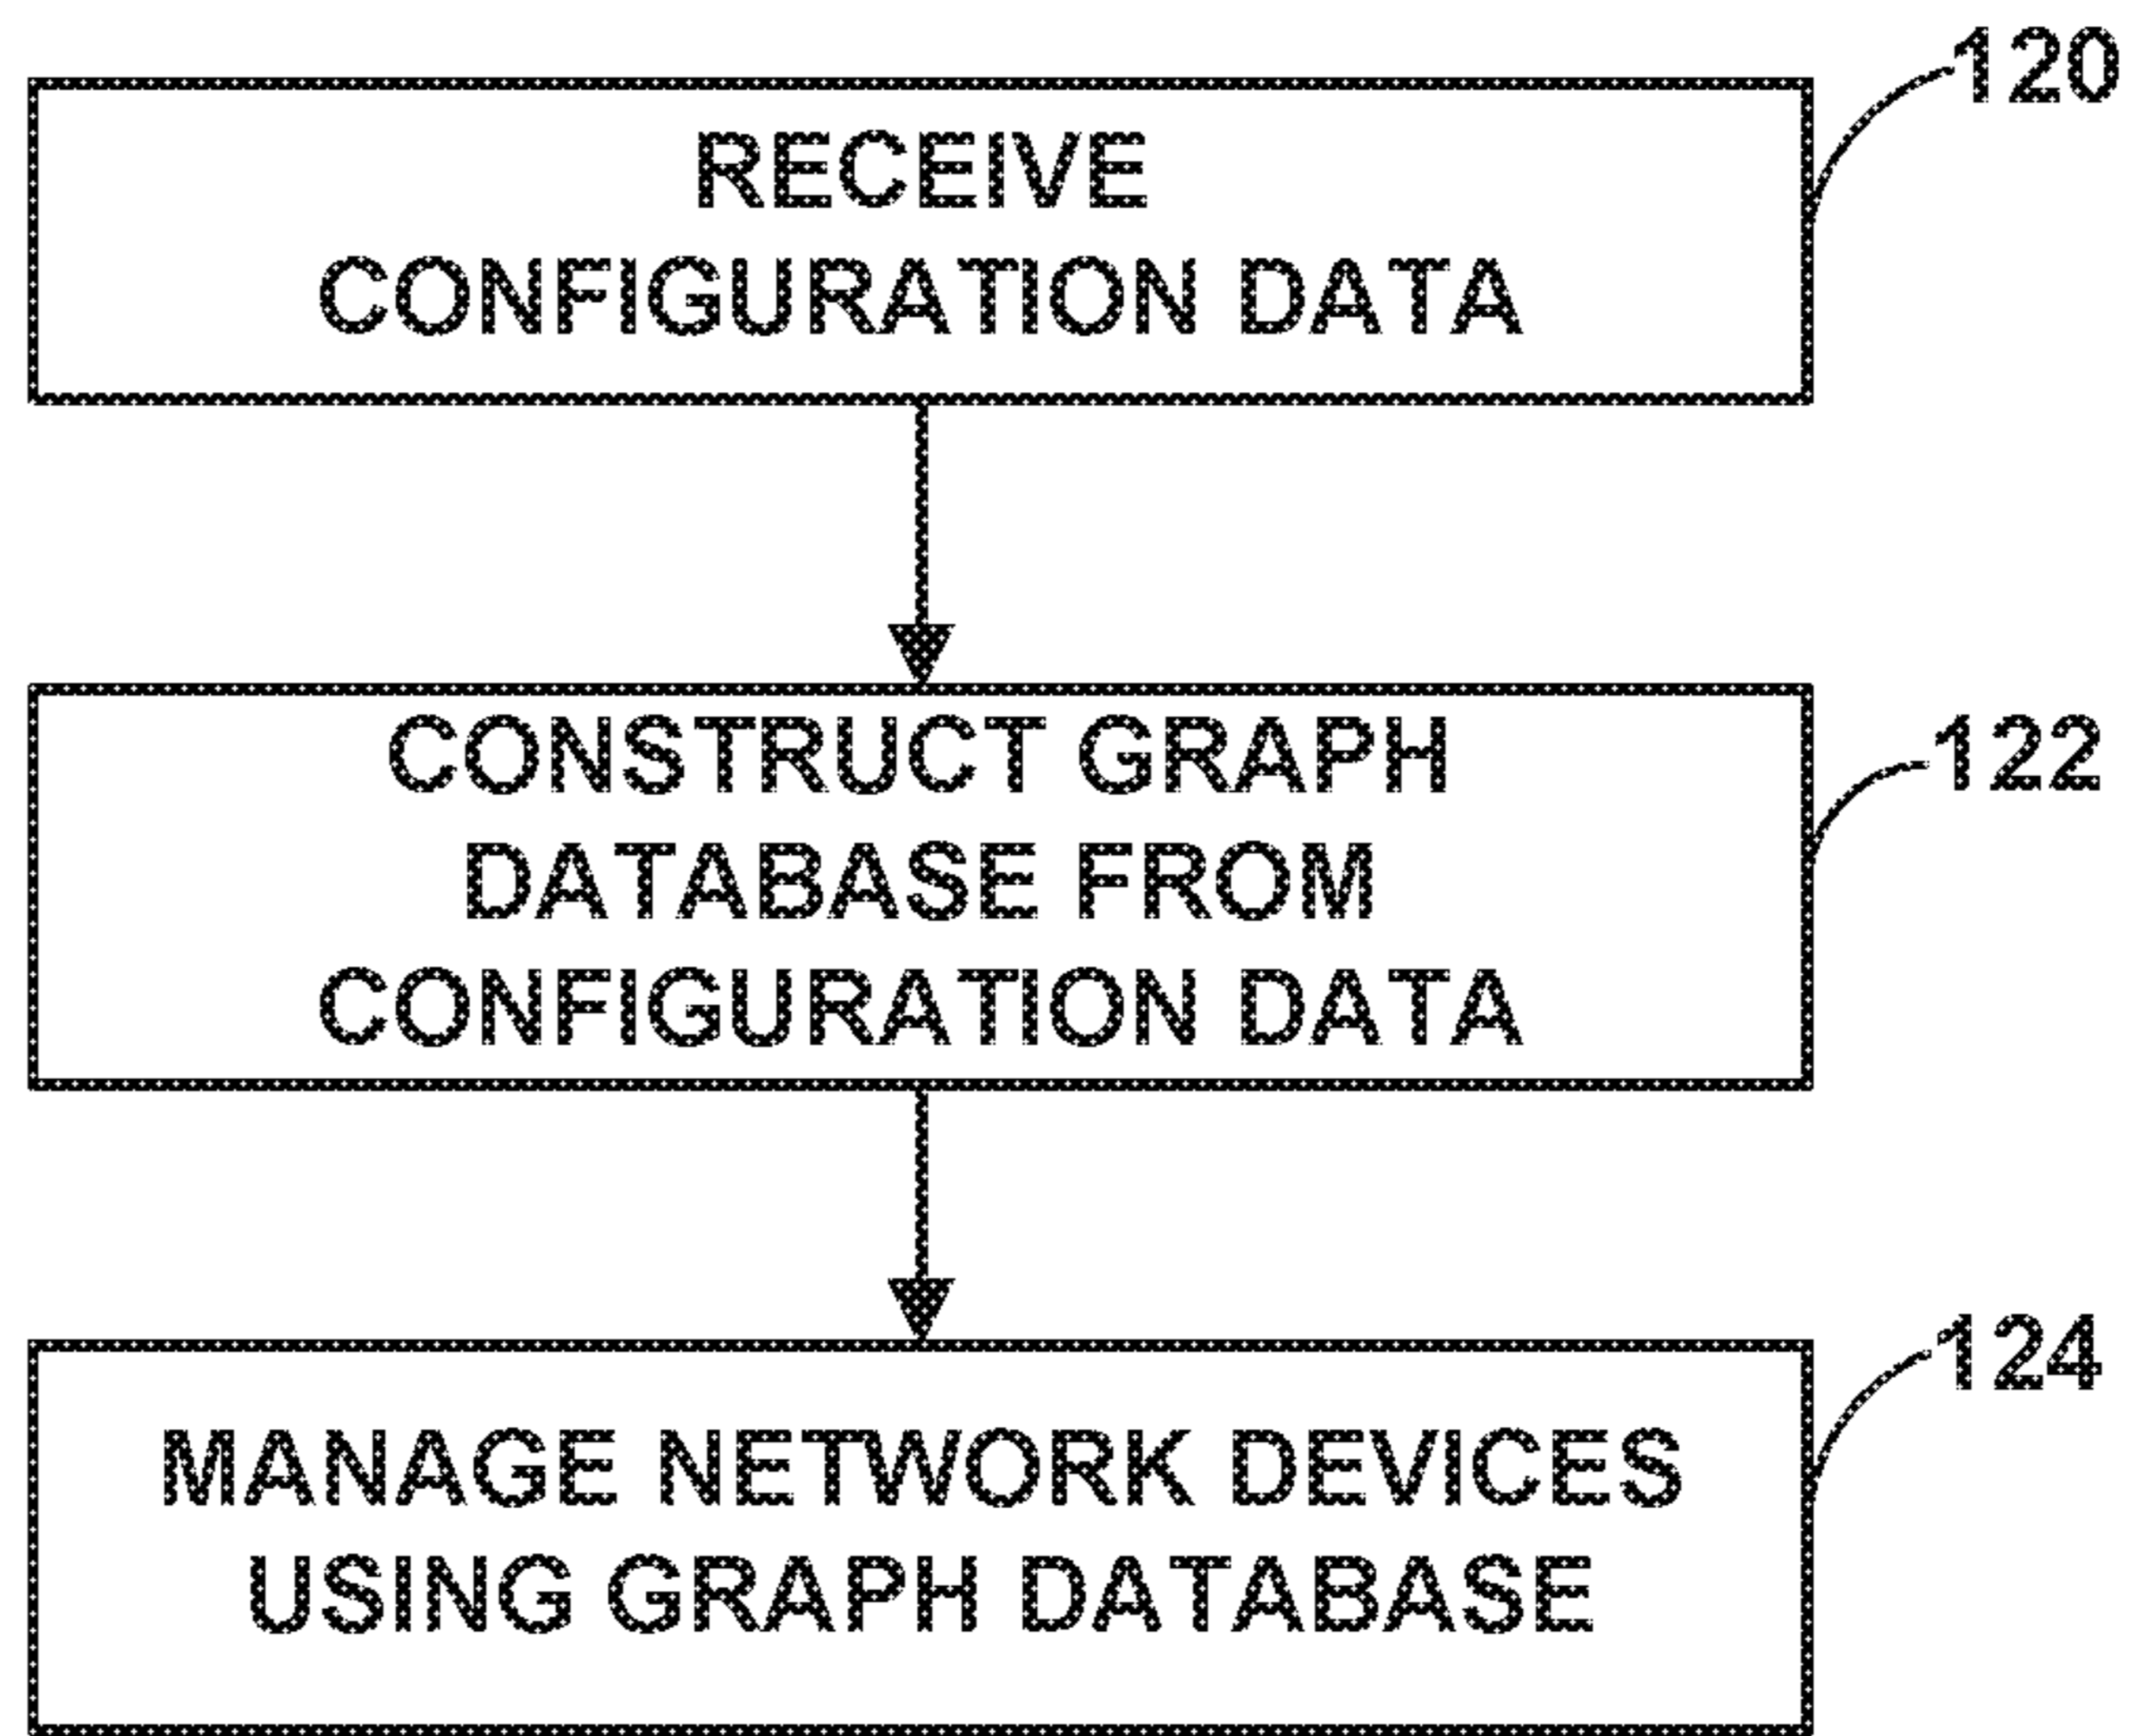 120
RECEIVE
CONFIGURATION DATA
122
CONSTRUCT GRAPH
DATABASE FROM
CONFIGURATION DATA
124
MANAGE NETWORK DEVICES
USING GRAPH DATABASE